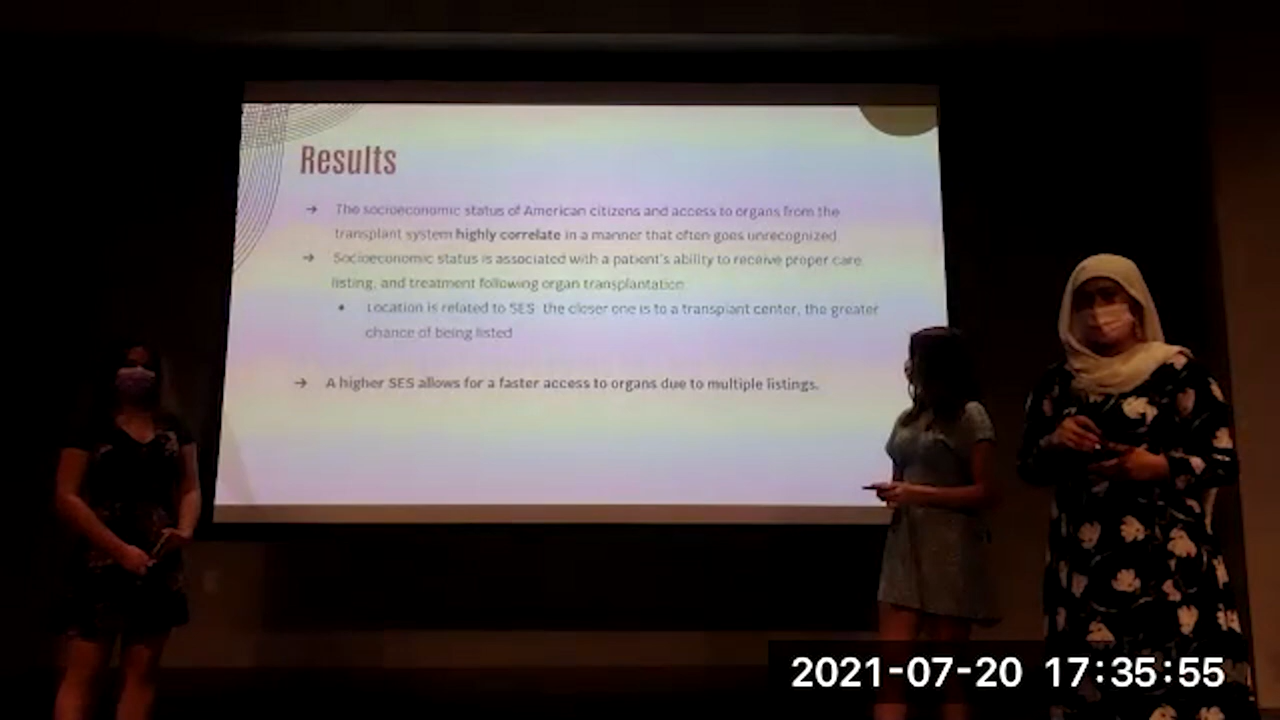 Results
→ The socioeconomic status of American citizens and access to organs from the
transplant system highly correlate in a manner that often goes unrecognized
→ Socioeconomic status is associated with a patient's ability to receive proper care,
listing, and treatment following organ transplantation
• Location is related to SES: the closer one is to a transplant center, the greater
chance of being listed
→ A higher SES allows for a faster access to organs due to multiple listings.
2021-07-20 17:35:55